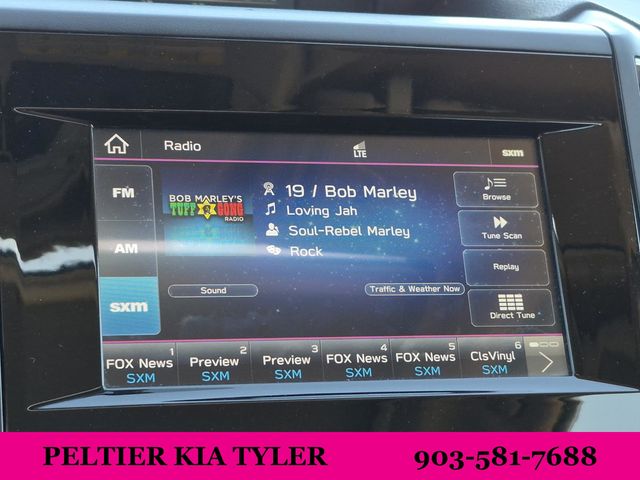 Radio
LTE
sxm
FM
AM
sxm
BOB MARLEY'S
TUFF GONG
RADIO
19 / Bob Marley
Loving Jah
Soul-Rebel Marley
Rock
Sound
Traffic & Weather Now
Browse
Tune Scan
Replay
Direct Tune
1
FOX News
SXM
2
Preview
SXM
3
Preview
SXM
4
FOX News
SXM
5
FOX News
SXM
6
ClsVinyl
SXM
PELTIER KIA TYLER 903-581-7688